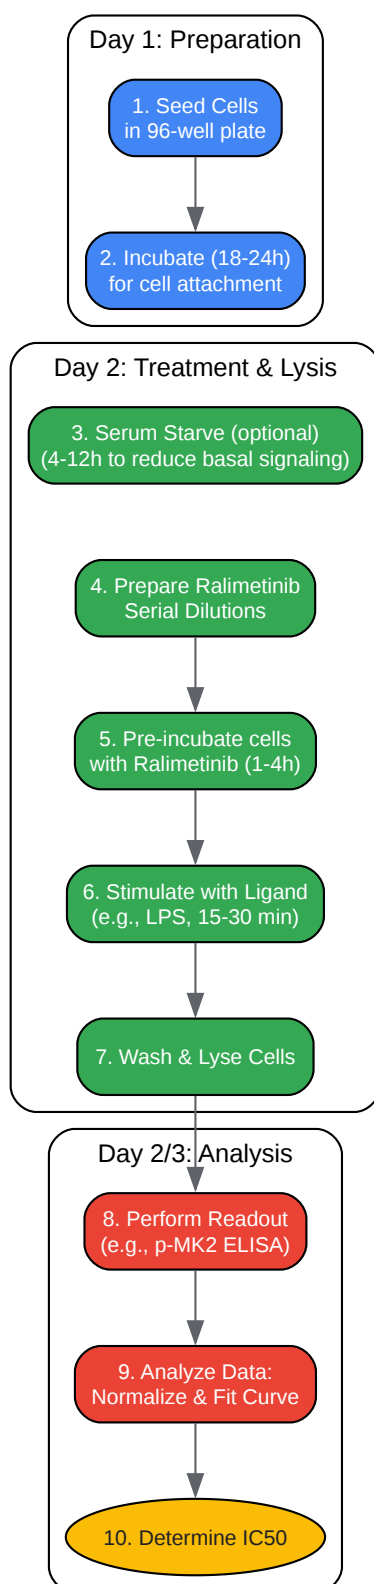 Day 1: Preparation
1. Seed Cells
in 96-well plate
2. Incubate (18-24h)
for cell attachment
Day 2: Treatment & Lysis
3. Serum Starve (optional)
(4-12h to reduce basal signaling)
4. Prepare Ralimetinib
Serial Dilutions
5. Pre-incubate cells
with Ralimetinib (1-4h)
6. Stimulate with Ligand
(e.g., LPS, 15-30 min)
7. Wash & Lyse Cells
Day 2/3: Analysis
8. Perform Readout
(e.g., p-MK2 ELISA)
9. Analyze Data:
Normalize & Fit Curve
10. Determine IC50